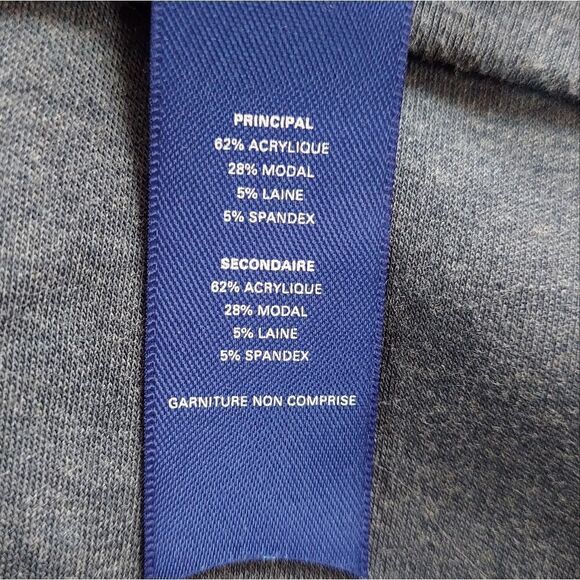 PRINCIPAL
62% ACRYLIQUE
28% MODAL
5% LAINE
5% SPANDEX
SECONDAIRE
62% ACRYLIQUE
28% MODAL
5% LAINE
5% SPANDEX
GARNITURE NON COMPRISE